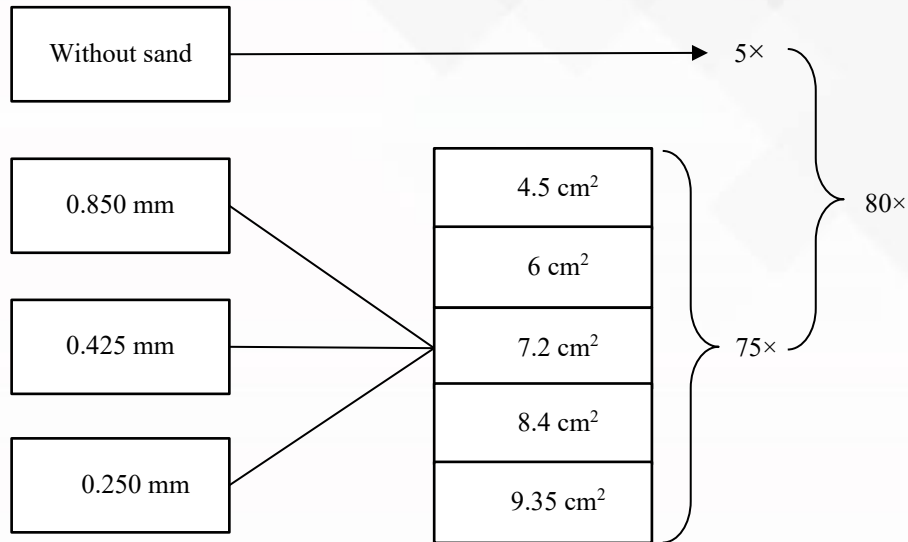 Without sand
5×
0.850 mm
4.5 cm²
80×
6 cm²
0.425 mm
7.2 cm²
75×
8.4 cm²
0.250 mm
9.35 cm²